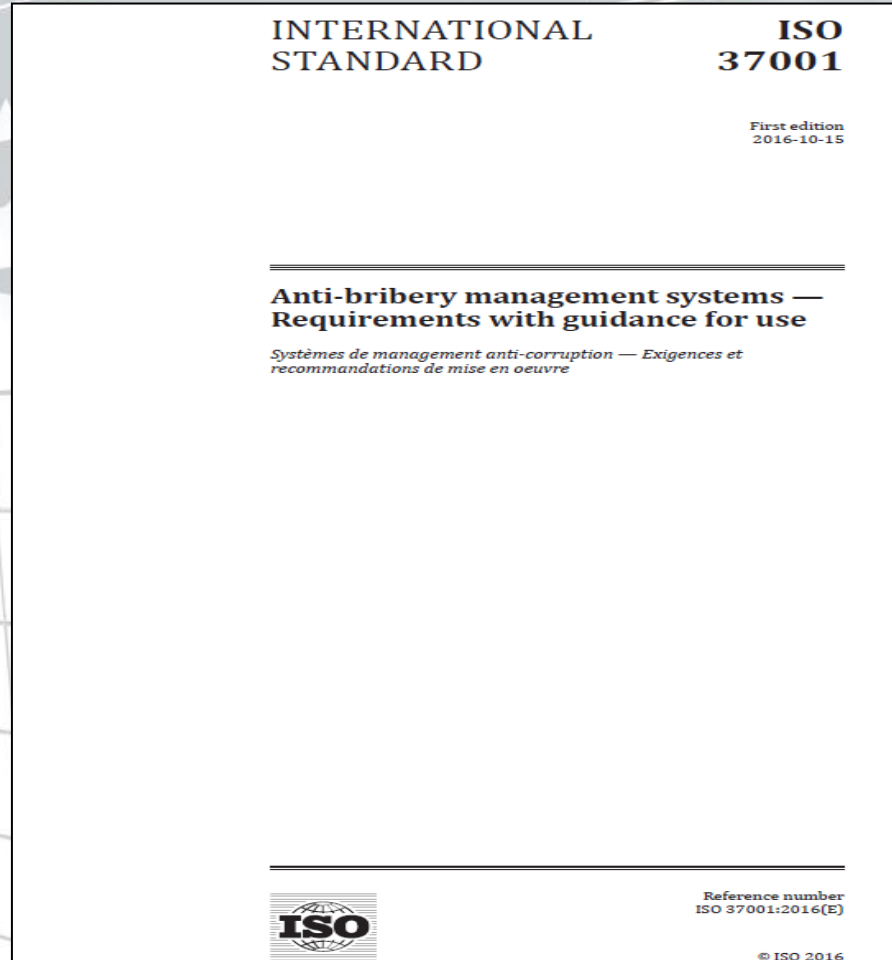 INTERNATIONAL
STANDARD
ISO
37001
First edition
2016-10-15
Anti-bribery management systems —
Requirements with guidance for use
Systèmes de management anti-corruption — Exigences et
recommandations de mise en oeuvre
ISO
Reference number
ISO 37001:2016(E)
© ISO 2016